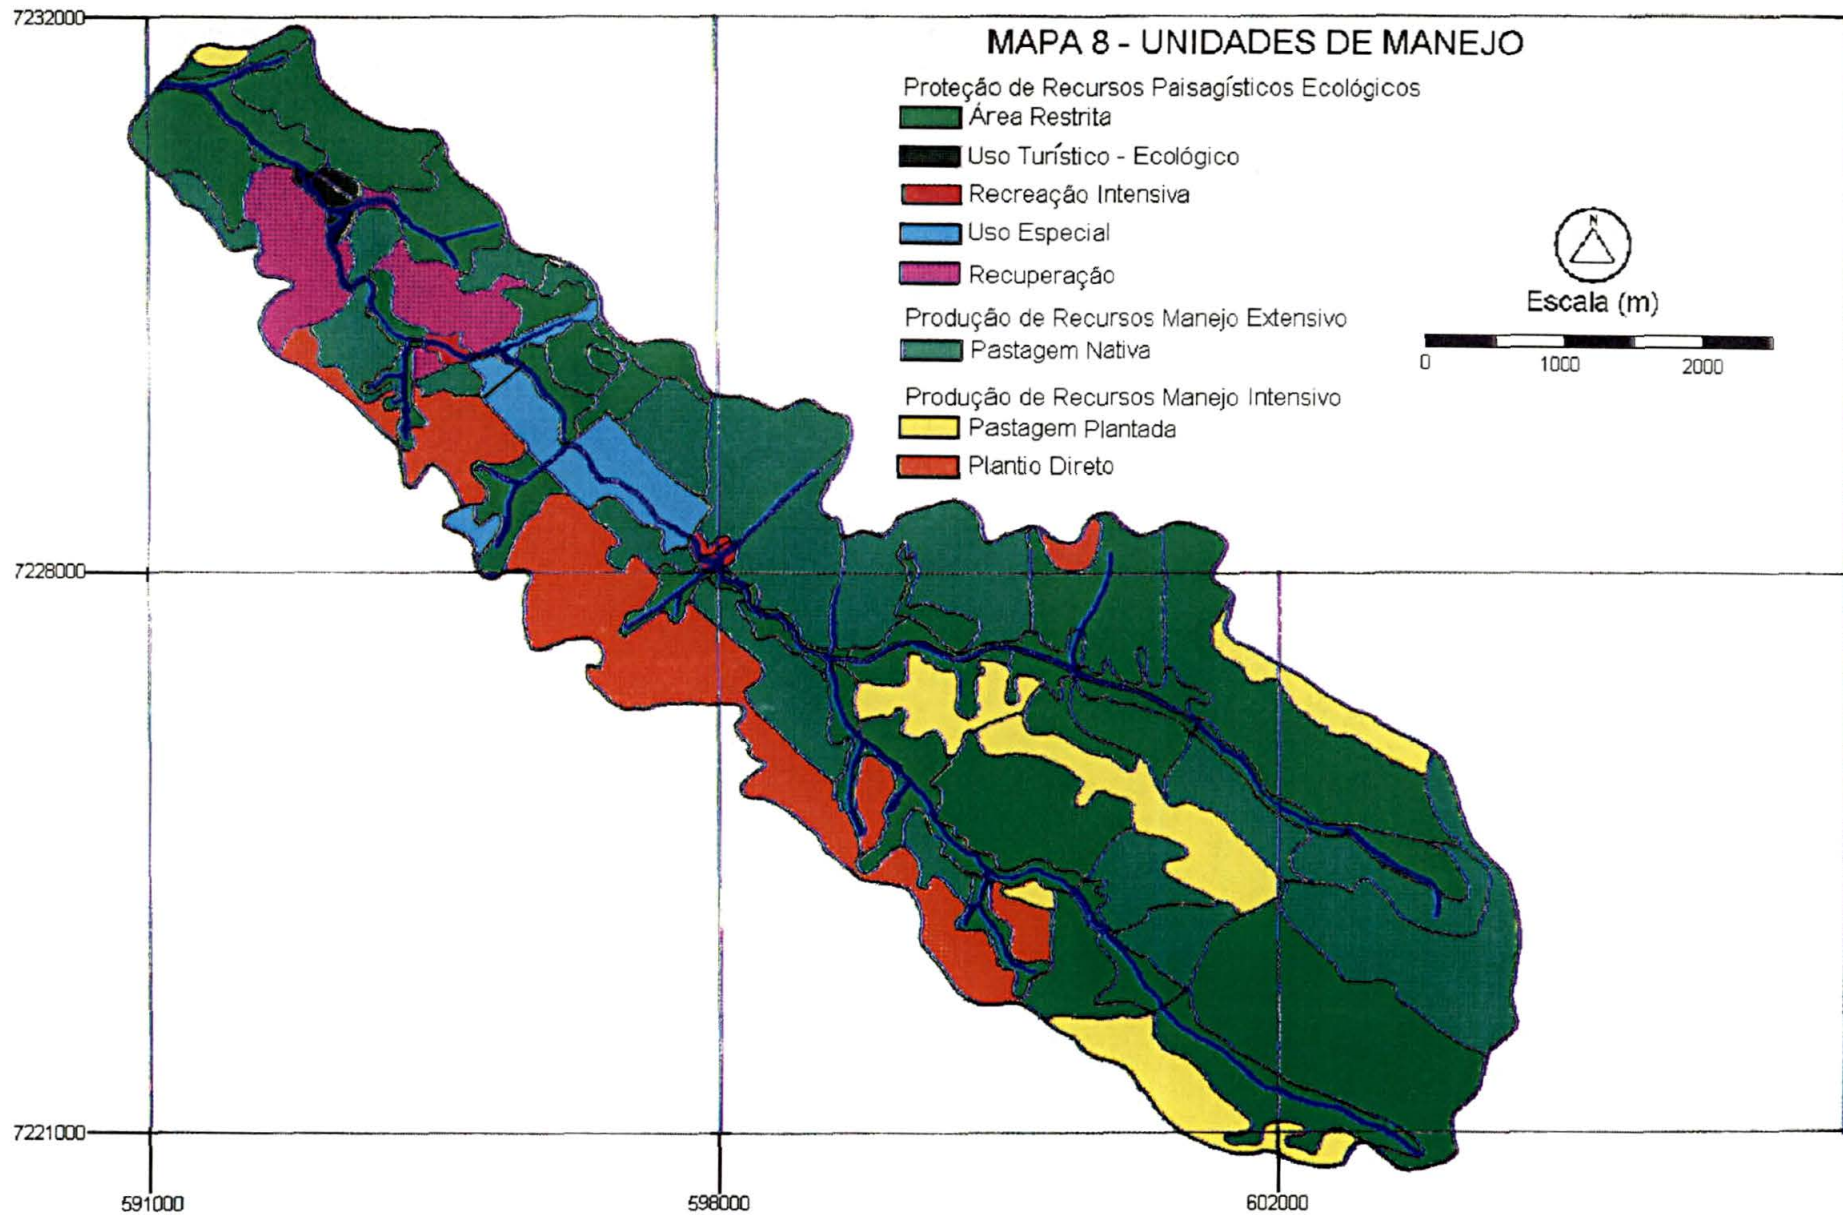 7232000
MAPA 8 - UNIDADES DE MANEJO
Proteção de Recursos Paisagísticos Ecológicos
Área Restrita
Uso Turístico - Ecológico
Recreação Intensiva
Uso Especial
Recuperação
Produção de Recursos Manejo Extensivo
Pastagem Nativa
Produção de Recursos Manejo Intensivo
Pastagem Plantada
Plantio Direto
N
Escala (m)
0 1000 2000
7228000
7221000
591000 598000 602000